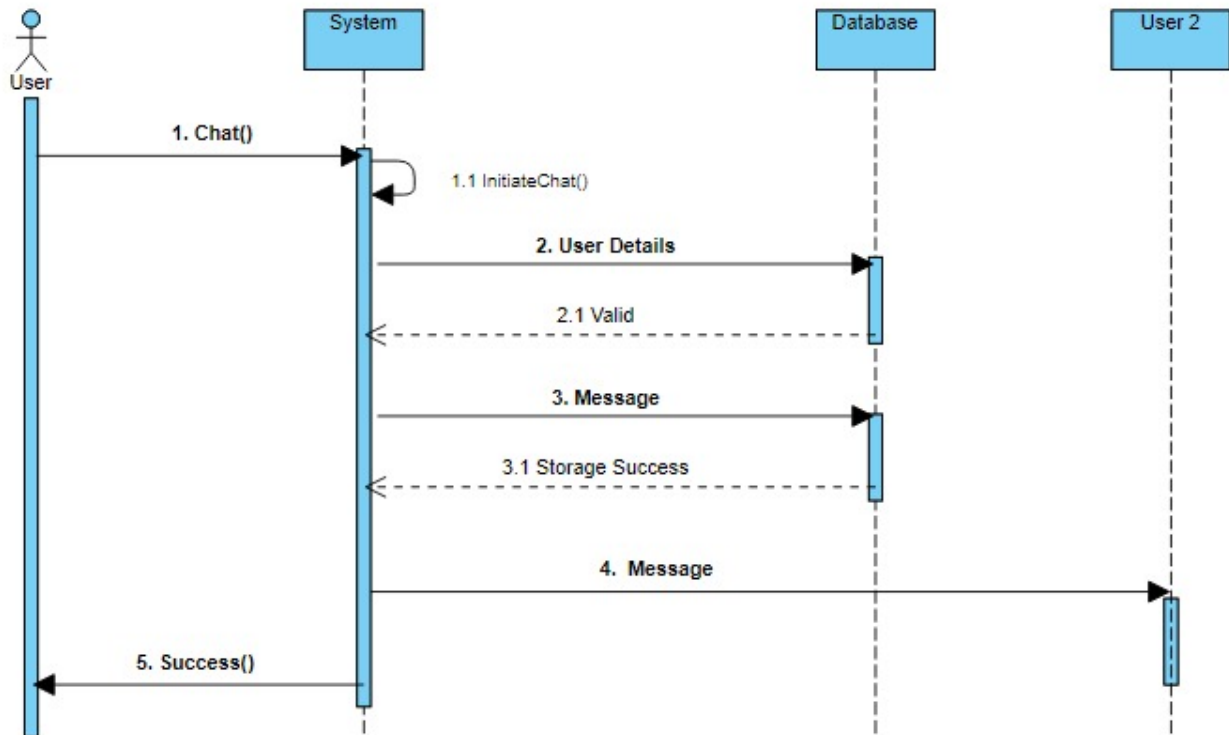 System
Database
User 2
User
1. Chat()
1.1 InitiateChat()
2. User Details
2.1 Valid
3. Message
3.1 Storage Success
4. Message
5. Success()